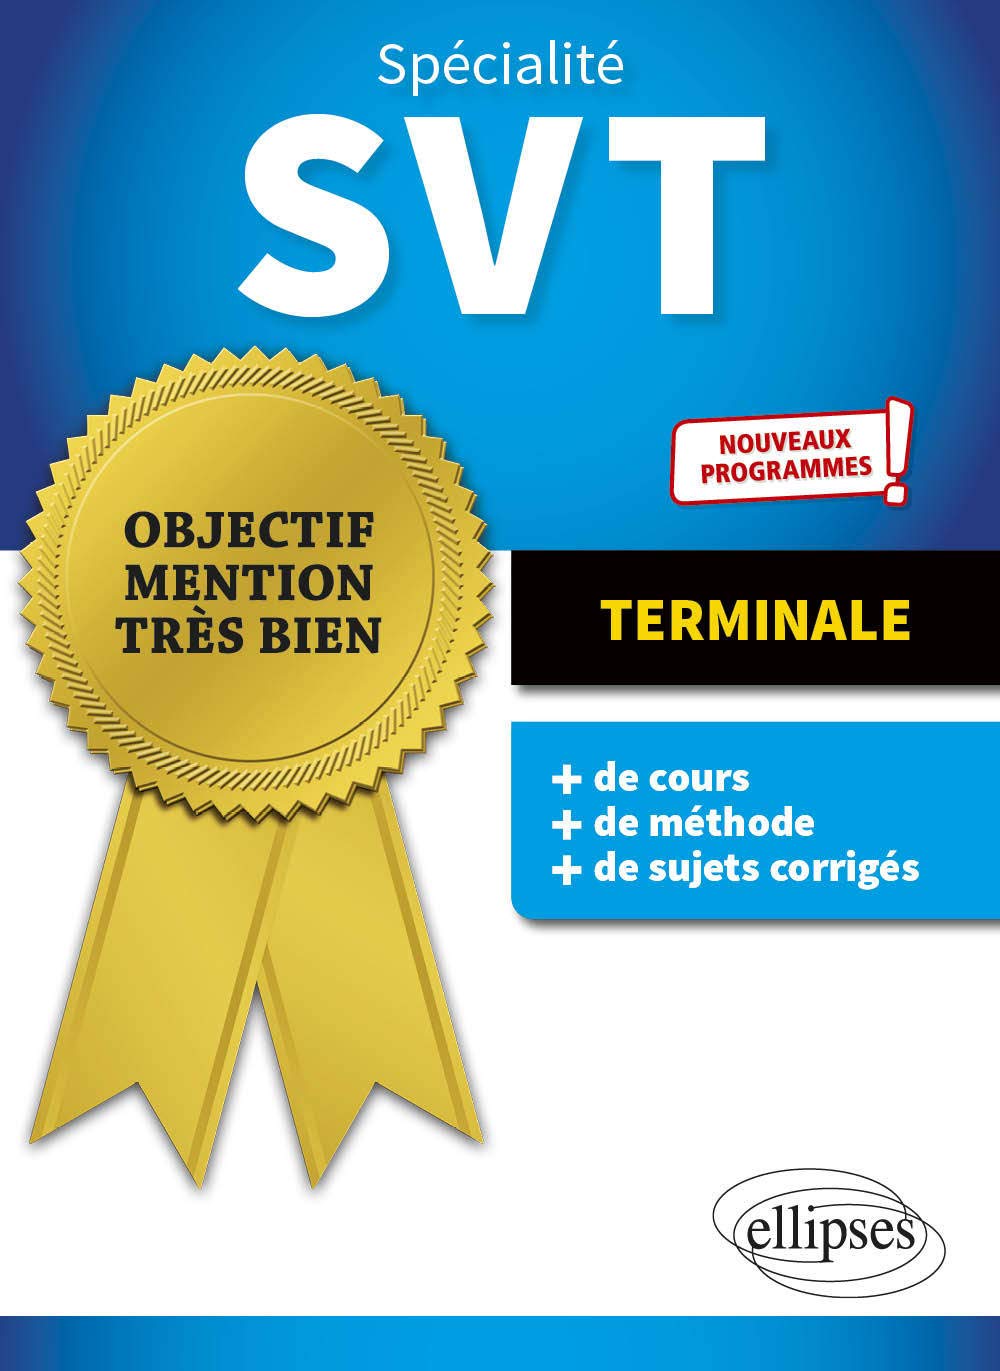 Spécialité
SVT
NOUVEAUX
PROGRAMMES
OBJECTIF
MENTION
TRÈS BIEN
TERMINALE
+ de cours
+ de méthode
+ de sujets corrigés
ellipses